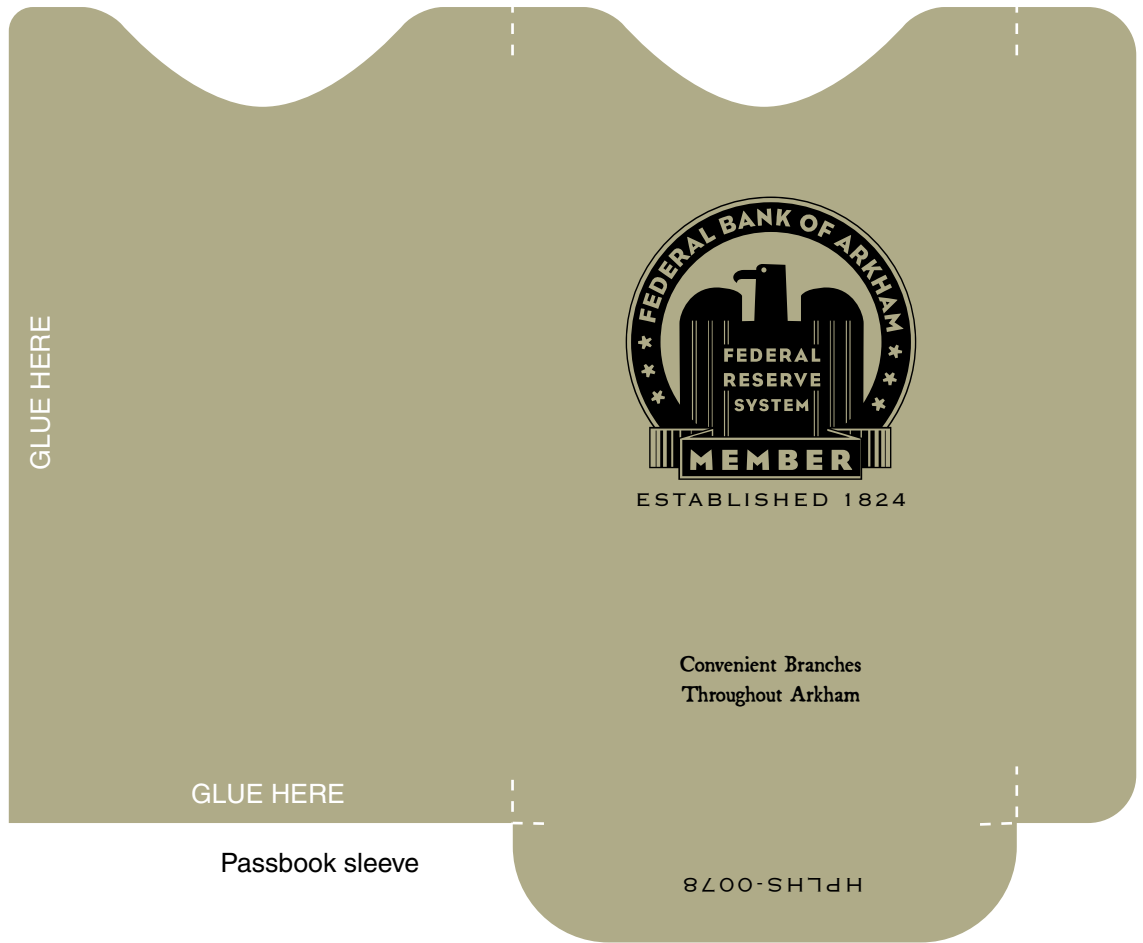 FEDERAL BANK OF ARKHAM
FEDERAL
RESERVE
SYSTEM
MEMBER
ESTABLISHED 1824
GLUE HERE
Convenient Branches
Throughout Arkham
GLUE HERE
Passbook sleeve
HPLHS-0078